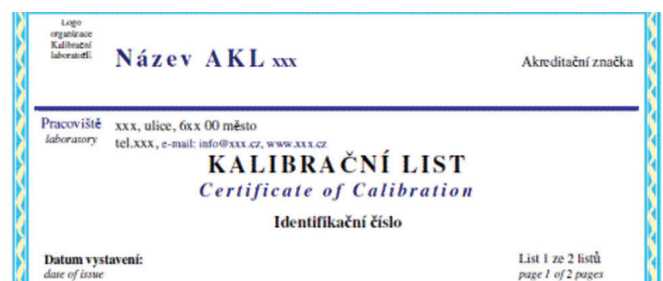 Logo
organizace
Kalibrační
laboratoří
Název AKL xxx
Akreditační značka
Pracoviště xxx, ulice, 6xx 00 město
laboratory tel.xxx, e-mail: info@xxx.cz, www.xxx.cz
KALIBRAČNÍ LIST
Certificate of Calibration
Identifikační číslo
Datum vystavení: List 1 ze 2 listů
date of issue page 1 of 2 pages